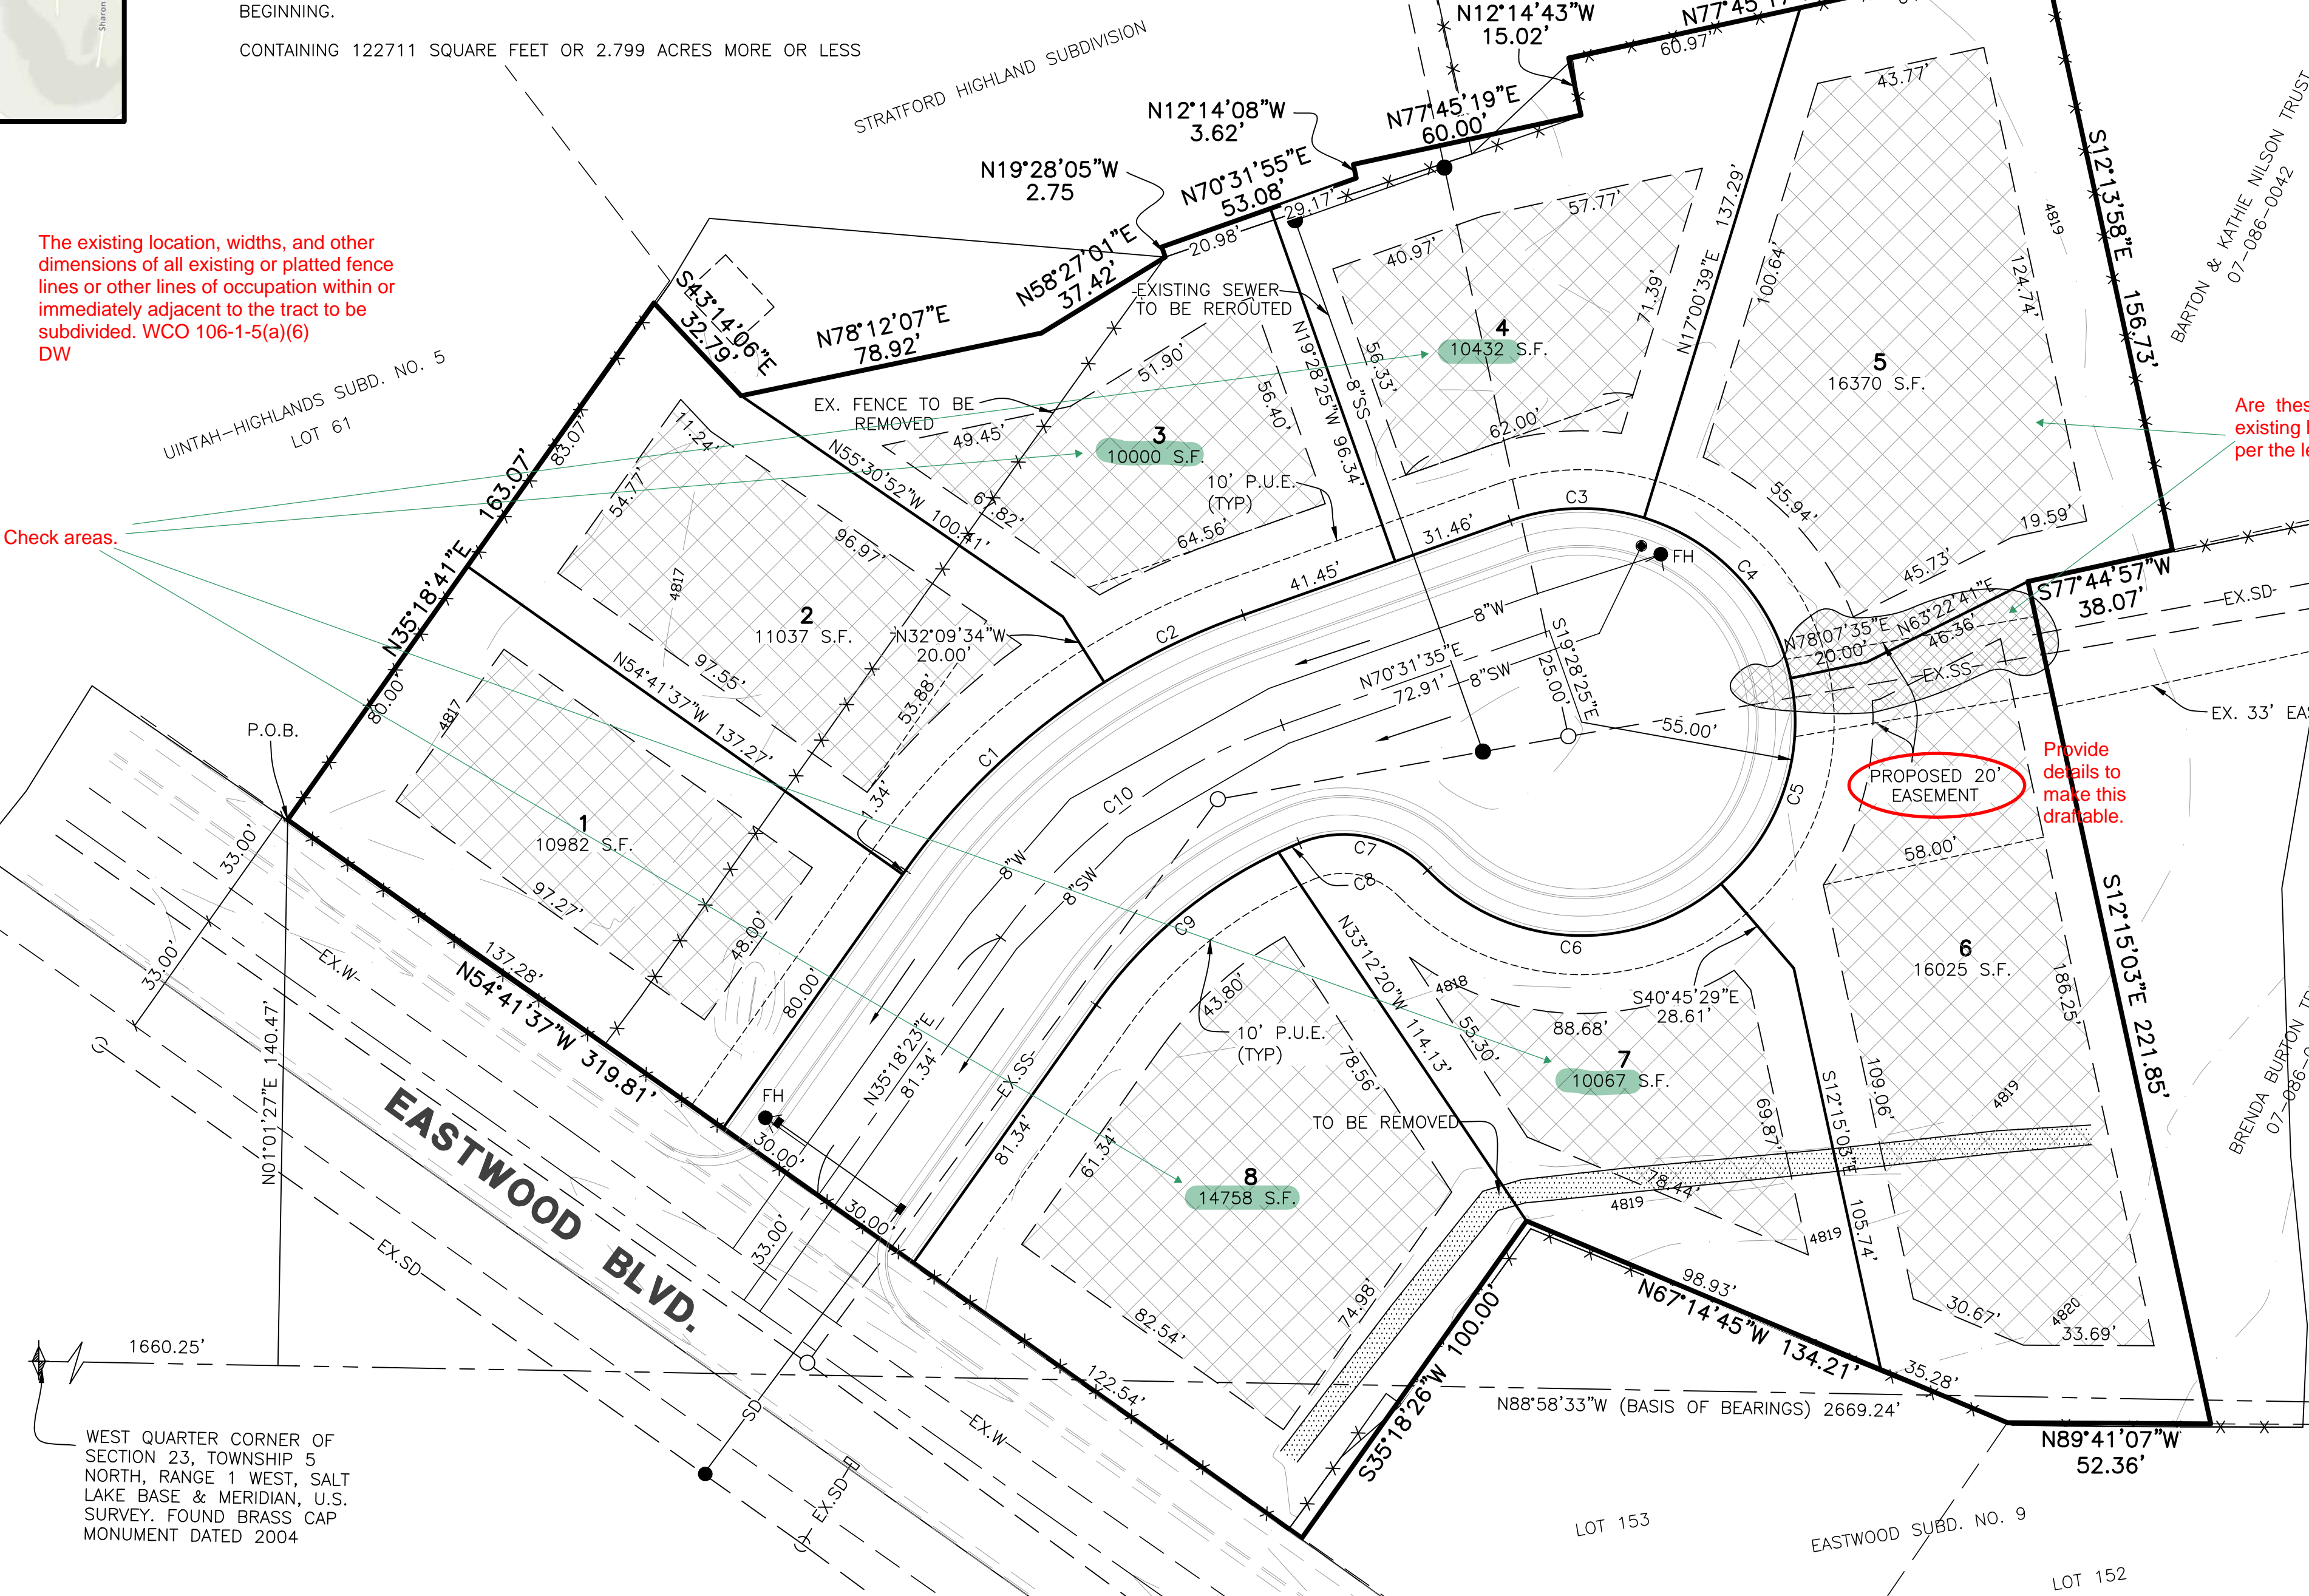 BEGINNING.
CONTAINING 122711 SQUARE FEET OR 2.799 ACRES MORE OR LESS
Sharon
STRATFORD HIGHLAND SUBDIVISION
N12°14'43"W
15.02'
60.97'
N12°14'08"W
3.62'
N77°45'19"E
60.00'
N19°28'05"W
2.75
N70°31'55"E
53.08'
29.17'
20.98'
N58°27'01"E
37.42'
N78°12'07"E
78.92'
S43°14'06"E
32.79'
The existing location, widths, and other
dimensions of all existing or platted fence
lines or other lines of occupation within or
immediately adjacent to the tract to be
subdivided. WCO 106-1-5(a)(6)
DW
UINTAH-HIGHLANDS SUBD. NO. 5
LOT 61
Check areas.
EXISTING SEWER
TO BE REROUTED
EX. FENCE TO BE
REMOVED
43.77'
57.77'
40.97'
71.39'
N17°00'39"E 137.29'
100.64'
124.74'
4819
S12°13'58"E 156.73'
BARTON & KATHIE NILSON TRUST
07-086-0042
4
10432 S.F.
56.33'
62.00'
8"SS
N19°28'25"W 96.34'
5
16370 S.F.
55.94'
19.59'
45.73'
3
10000 S.F.
51.90'
56.40'
49.45'
67.82'
64.56'
10' P.U.E.
(TYP)
N55°30'52"W 100.41'
163.07'
83.07'
N35°18'41"E
80.00'
11.24'
54.77'
96.97'
4817
2
11037 S.F.
97.55'
53.88'
N32°09'34"W
20.00'
N54°41'37"W 137.27'
1.34'
1
10982 S.F.
4817
97.27'
48.00'
80.00'
P.O.B.
33.00'
33.00'
N01°01'27"E 140.47'
137.28'
N54°41'37"W 319.81'
EX.W
C1
C2
C3
C4
C5
C6
C7
C8
C9
C10
41.45'
31.46'
FH
8"W
N70°31'35"E
72.91'
8"SW
S19°28'25"E
25.00'
55.00'
N78°07'35"E
20.00'
N63°22'41"E
46.36'
S77°44'57"W
38.07'
EX.SD
EX.SS
EX. 33' EAS
PROPOSED 20'
EASEMENT
Provide
details to
make this
draftable.
Are thes
existing
per the le
8"W
8"SW
EX.SS
N35°18'23"E
81.34'
81.34'
FH
30.00'
30.00'
33.00'
EASTWOOD BLVD.
EX.SD
SD
EX.SD
EX.W
122.54'
8
14758 S.F.
43.80'
78.56'
61.34'
82.54'
74.98'
10' P.U.E.
(TYP)
N33°12'20"W 114.13'
7
10067 S.F.
4818
55.30'
88.68'
69.87'
78.44'
TO BE REMOVED
S40°45'29"E
28.61'
S12°15'03"E
105.74'
4819
4819
6
16025 S.F.
58.00'
109.06'
186.25'
4819
4820
30.67'
33.69'
S12°15'03"E 221.85'
BRENDA BURTON
S35°18'26"W 100.00'
98.93'
N67°14'45"W 134.21'
35.28'
N88°58'33"W (BASIS OF BEARINGS) 2669.24'
N89°41'07"W
52.36'
1660.25'
WEST QUARTER CORNER OF
SECTION 23, TOWNSHIP 5
NORTH, RANGE 1 WEST, SALT
LAKE BASE & MERIDIAN, U.S.
SURVEY. FOUND BRASS CAP
MONUMENT DATED 2004
LOT 153
EASTWOOD SUBD. NO. 9
LOT 152